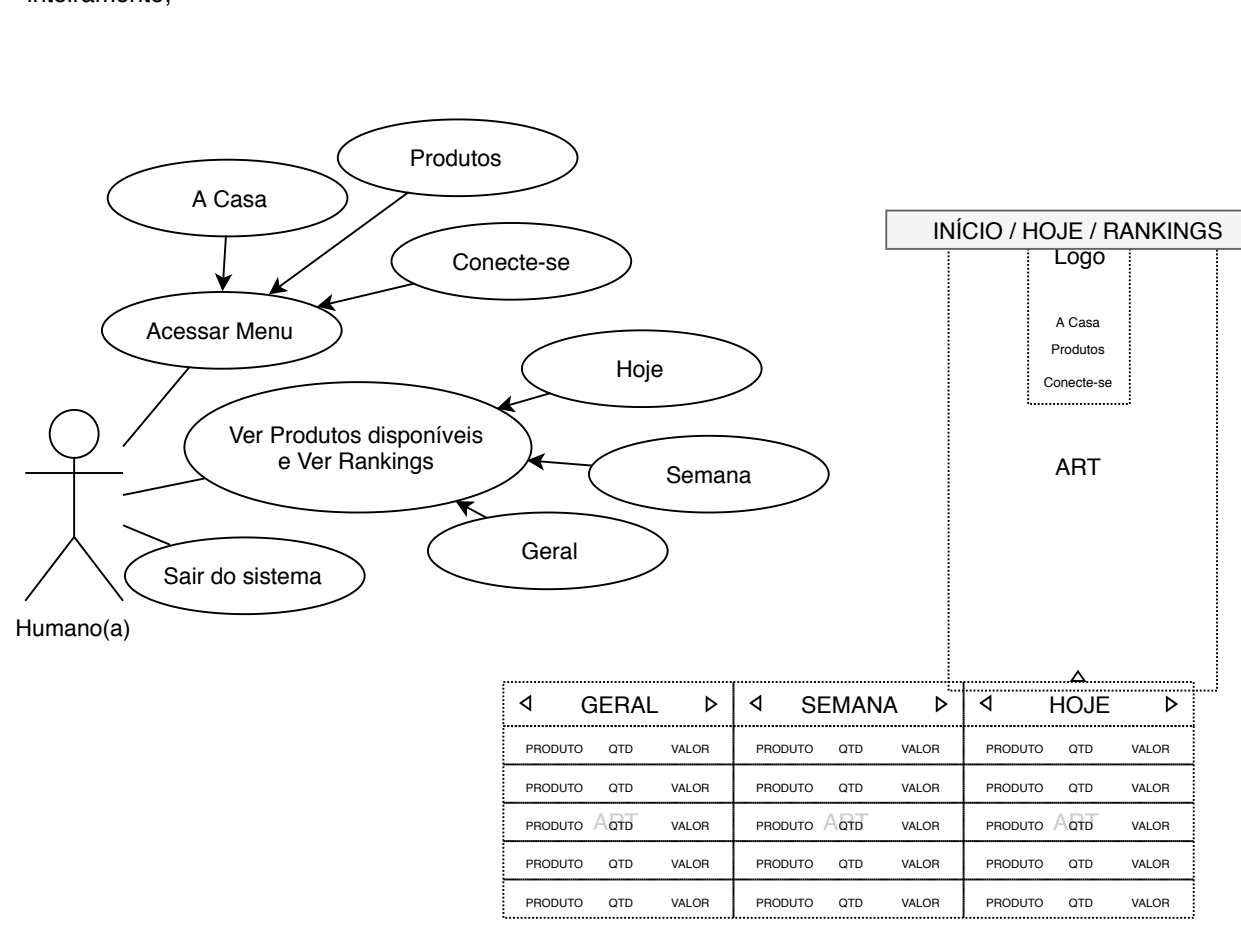 Produtos
A Casa
INÍCIO / HOJE / RANKINGS
Logo
Conecte-se
A Casa
Acessar Menu
Produtos
Hoje
Conecte-se
Ver Produtos disponíveis
e Ver Rankings
ART
Semana
Geral
Sair do sistema
Humano(a)
GERAL SEMANA HOJE
PRODUTO QTD VALOR PRODUTO QTD VALOR PRODUTO QTD VALOR
PRODUTO QTD VALOR PRODUTO QTD VALOR PRODUTO QTD VALOR
PRODUTO ART QTD VALOR PRODUTO ART QTD VALOR PRODUTO ART QTD VALOR
PRODUTO QTD VALOR PRODUTO QTD VALOR PRODUTO QTD VALOR
PRODUTO QTD VALOR PRODUTO QTD VALOR PRODUTO QTD VALOR